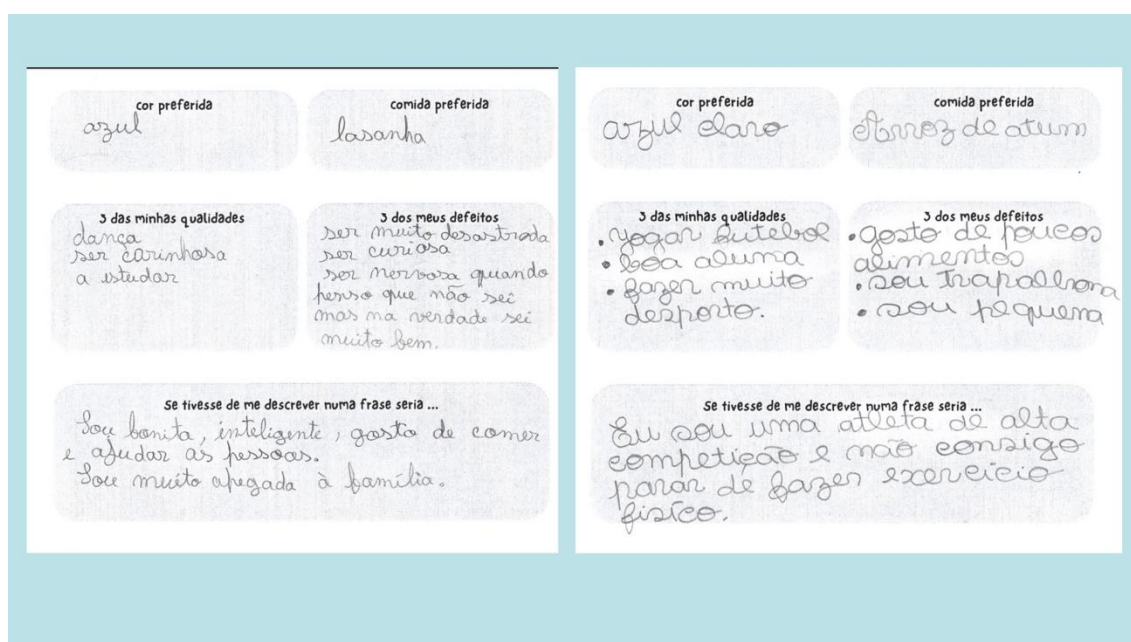 cor preferida
azul
comida preferida
lasanha
3 das minhas qualidades
dança
ser carinhosa
a estudar
3 dos meus defeitos
ser muito desastrada
ser curiosa
ser nervosa quando
penso que não sei
mas na verdade sei
muito bem.
Se tivesse de me descrever numa frase seria ...
Sou bonita, inteligente, gosto de comer
e ajudar as pessoas.
Sou muito apegada à família.
cor preferida
azul claro
comida preferida
Arroz de atum
3 das minhas qualidades
• jogar futebol
• boa aluna
• fazer muito
desporto.
3 dos meus defeitos
• gosto de poucos
alimentos
• sou trapalhona
• sou pequena
Se tivesse de me descrever numa frase seria ...
Eu sou uma atleta de alta
competição e não consigo
parar de fazer exercicio
fisico.